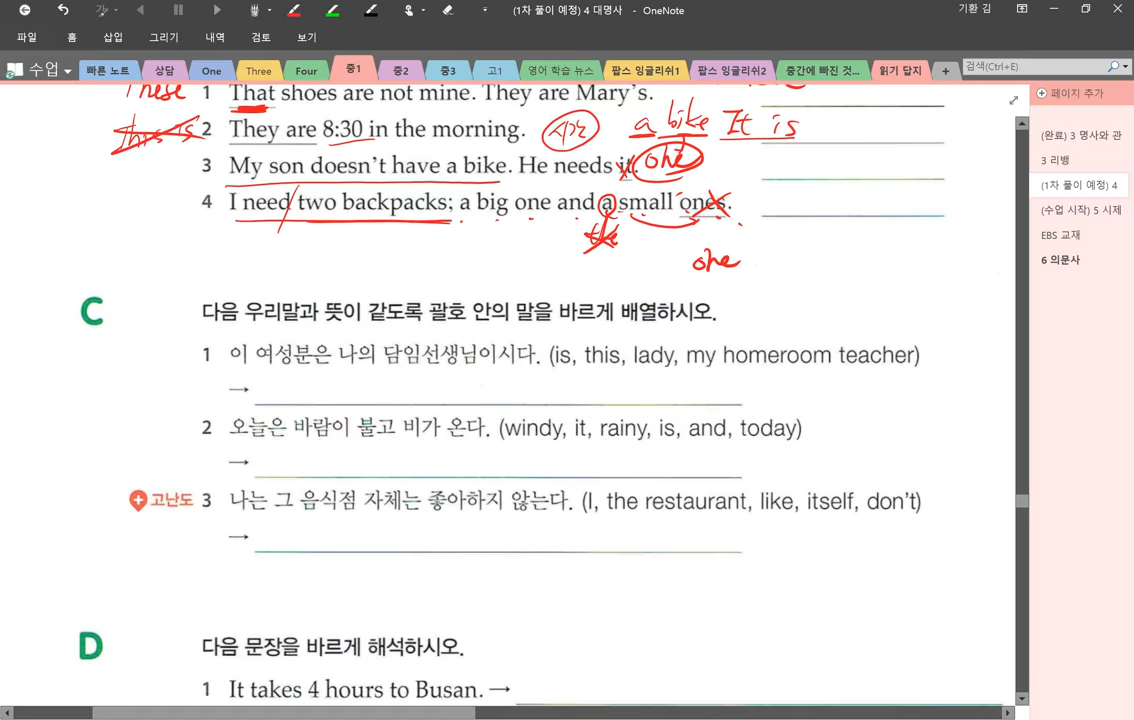 (1차 풀이 예정) 4 대명사 - OneNote
기환 김
파일 홈 삽입 그리기 내역 검토 보기
수업 빠른 노트 상담 One Three Four 중1 중2 중3 고1 영어 학습 뉴스 팝스 잉글리쉬1 팝스 잉글리쉬2 중간에 빠진 것... 읽기 답지 + 검색(Ctrl+E)
페이지 추가
(완료) 3 명사와 관
3 리뱅
(1차 풀이 예정) 4
(수업 시작) 5 시제
EBS 교재
6 의문사
These
1 That shoes are not mine. They are Mary's.
this is 2 They are 8:30 in the morning. 시간 a bike It is
3 My son doesn't have a bike. He needs it. one
4 I need two backpacks; a big one and a small ones.
the
one
C 다음 우리말과 뜻이 같도록 괄호 안의 말을 바르게 배열하시오.
1 이 여성분은 나의 담임선생님이시다. (is, this, lady, my homeroom teacher)
→
2 오늘은 바람이 불고 비가 온다. (windy, it, rainy, is, and, today)
→
고난도 3 나는 그 음식점 자체는 좋아하지 않는다. (I, the restaurant, like, itself, don't)
→
D 다음 문장을 바르게 해석하시오.
1 It takes 4 hours to Busan. →